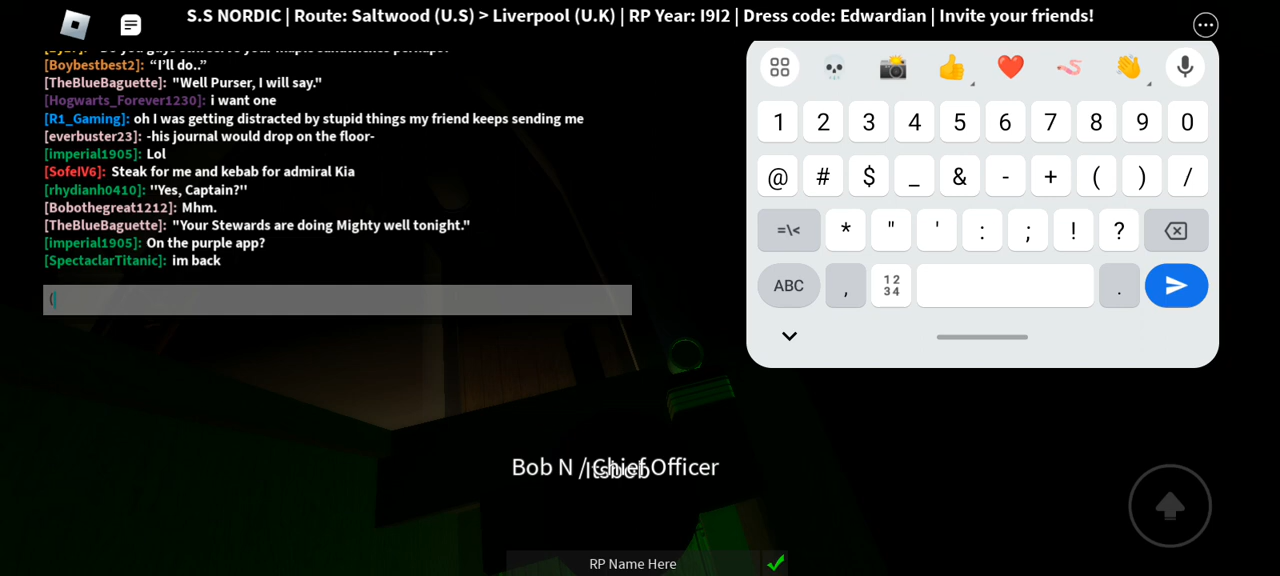 S.S NORDIC | Route: Saltwood (U.S) > Liverpool (U.K) | RP Year: I9I2 | Dress code: Edwardian | Invite your friends!
[Boybestbest2]: “I’ll do..”
[TheBlueBaguette]: "Well Purser, I will say."
[Hogwarts_Forever1230]: i want one
[R1_Gaming]: oh I was getting distracted by stupid things my friend keeps sending me
[everbuster23]: -his journal would drop on the floor-
[imperial1905]: Lol
[SofeIV6]: Steak for me and kebab for admiral Kia
[rhydianh0410]: ''Yes, Captain?''
[Bobothegreat1212]: Mhm.
[TheBlueBaguette]: "Your Stewards are doing Mighty well tonight."
[imperial1905]: On the purple app?
[SpectaclarTitanic]: im back
(
1 2 3 4 5 6 7 8 9 0
@ # $ _ & - + ( ) /
=\< * " ' : ; ! ?
ABC , 12 34 .
Bob N / Chief Officer
Itsbob
RP Name Here